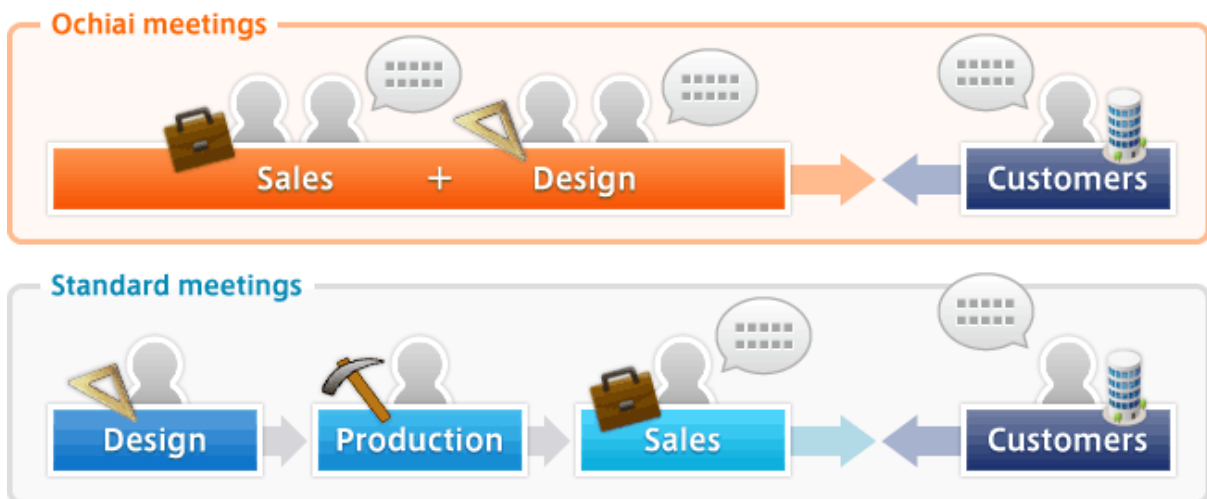 Ochiai meetings
Sales + Design
Customers
Standard meetings
Design
Production
Sales
Customers